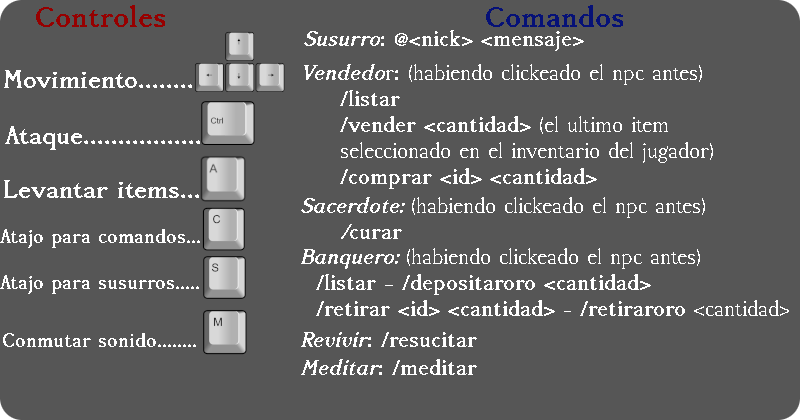 Controles
↑
Movimiento........ ← ↓ →
Ataque................. Ctrl
Levantar items... A
Atajo para comandos... C
Atajo para susurros..... S
Conmutar sonido........ M
Comandos
Susurro: @<nick> <mensaje>
Vendedor: (habiendo clickeado el npc antes)
/listar
/vender <cantidad> (el ultimo item
seleccionado en el inventario del jugador)
/comprar <id> <cantidad>
Sacerdote: (habiendo clickeado el npc antes)
/curar
Banquero: (habiendo clickeado el npc antes)
/listar - /depositaroro <cantidad>
/retirar <id> <cantidad> - /retiraroro <cantidad>
Revivir: /resucitar
Meditar: /meditar